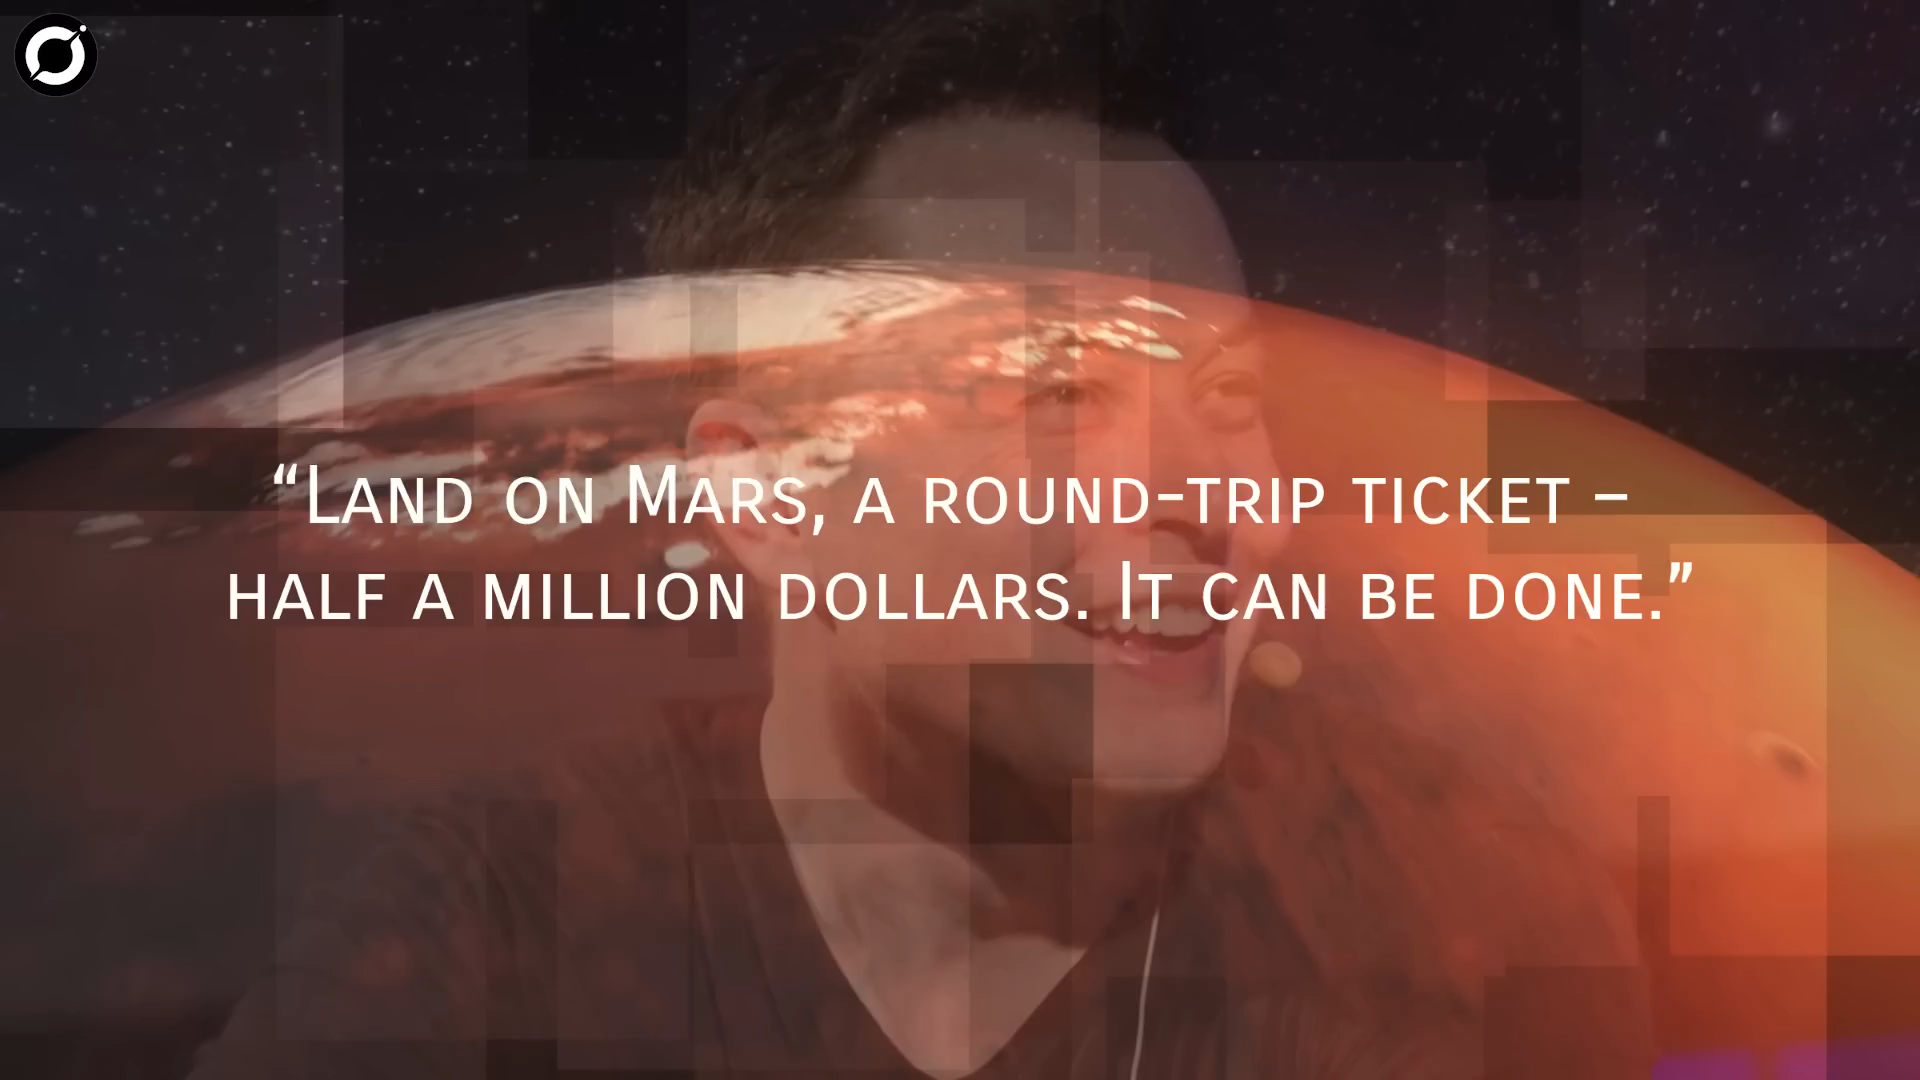 “Land on Mars, a round-trip ticket –
half a million dollars. It can be done.”